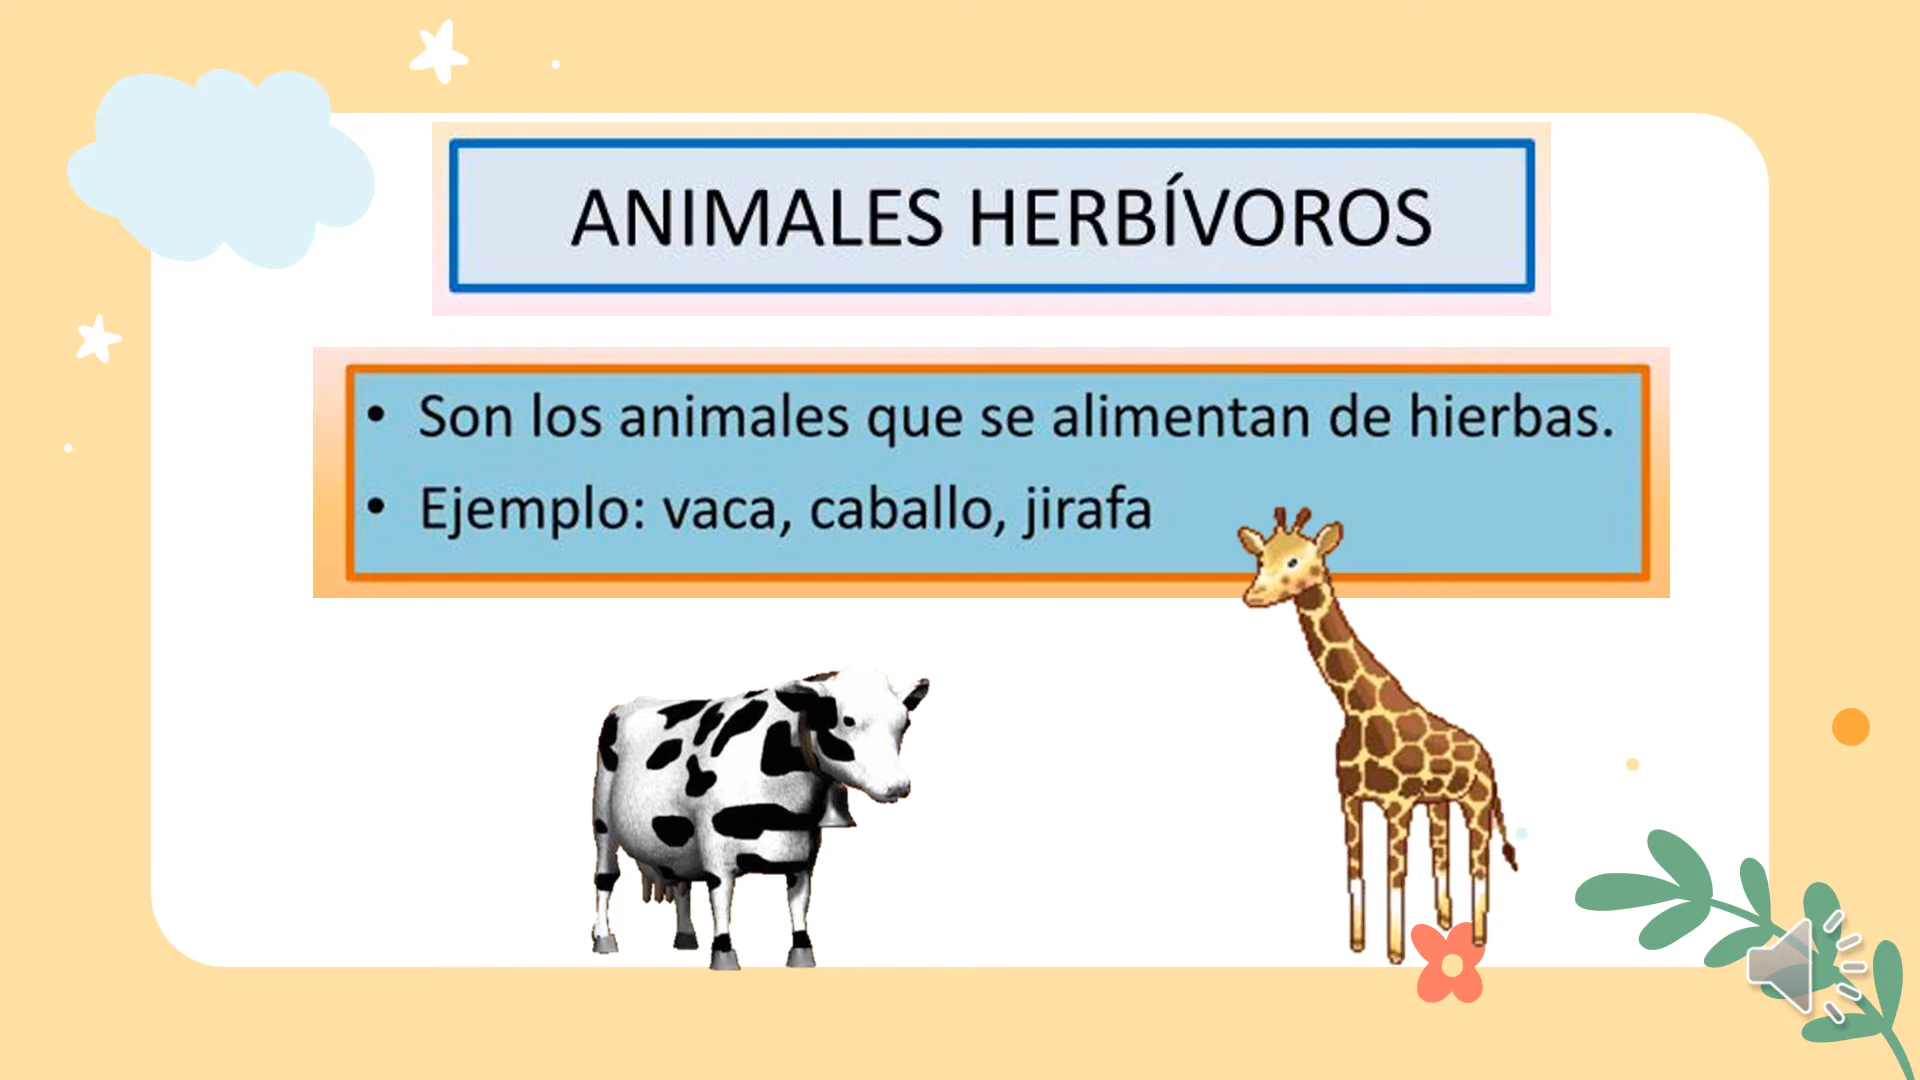 ANIMALES HERBÍVOROS
• Son los animales que se alimentan de hierbas.
• Ejemplo: vaca, caballo, jirafa